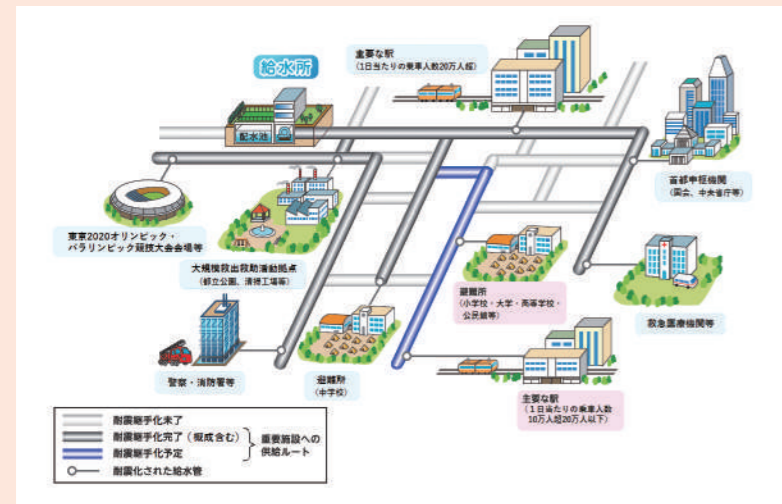 主要な駅
（1日当たりの乗車人数20万人超）
給水所
配水池
首都中枢機関
（国会、中央省庁等）
東京2020オリンピック・
パラリンピック競技大会会場等
大規模救出救助活動拠点
（都立公園、清掃工場等）
避難所
（小学校・大学・高等学校・
公民館等）
救急医療機関等
警察・消防署等
避難所
（中学校）
主要な駅
（１日当たりの乗車人数
10万人超20万人以下）
耐震継手化未了
耐震継手化完了（概成含む）
耐震継手化予定
重要施設への
供給ルート
耐震化された給水管